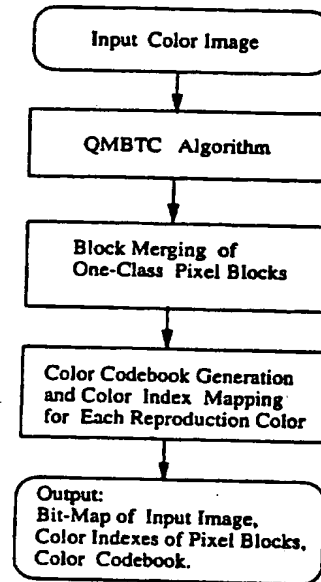 Input Color Image
QMBTC Algorithm
Block Merging of
One-Class Pixel Blocks
Color Codebook Generation
and Color Index Mapping
for Each Reproduction Color
Output:
Bit-Map of Input Image,
Color Indexes of Pixel Blocks,
Color Codebook.